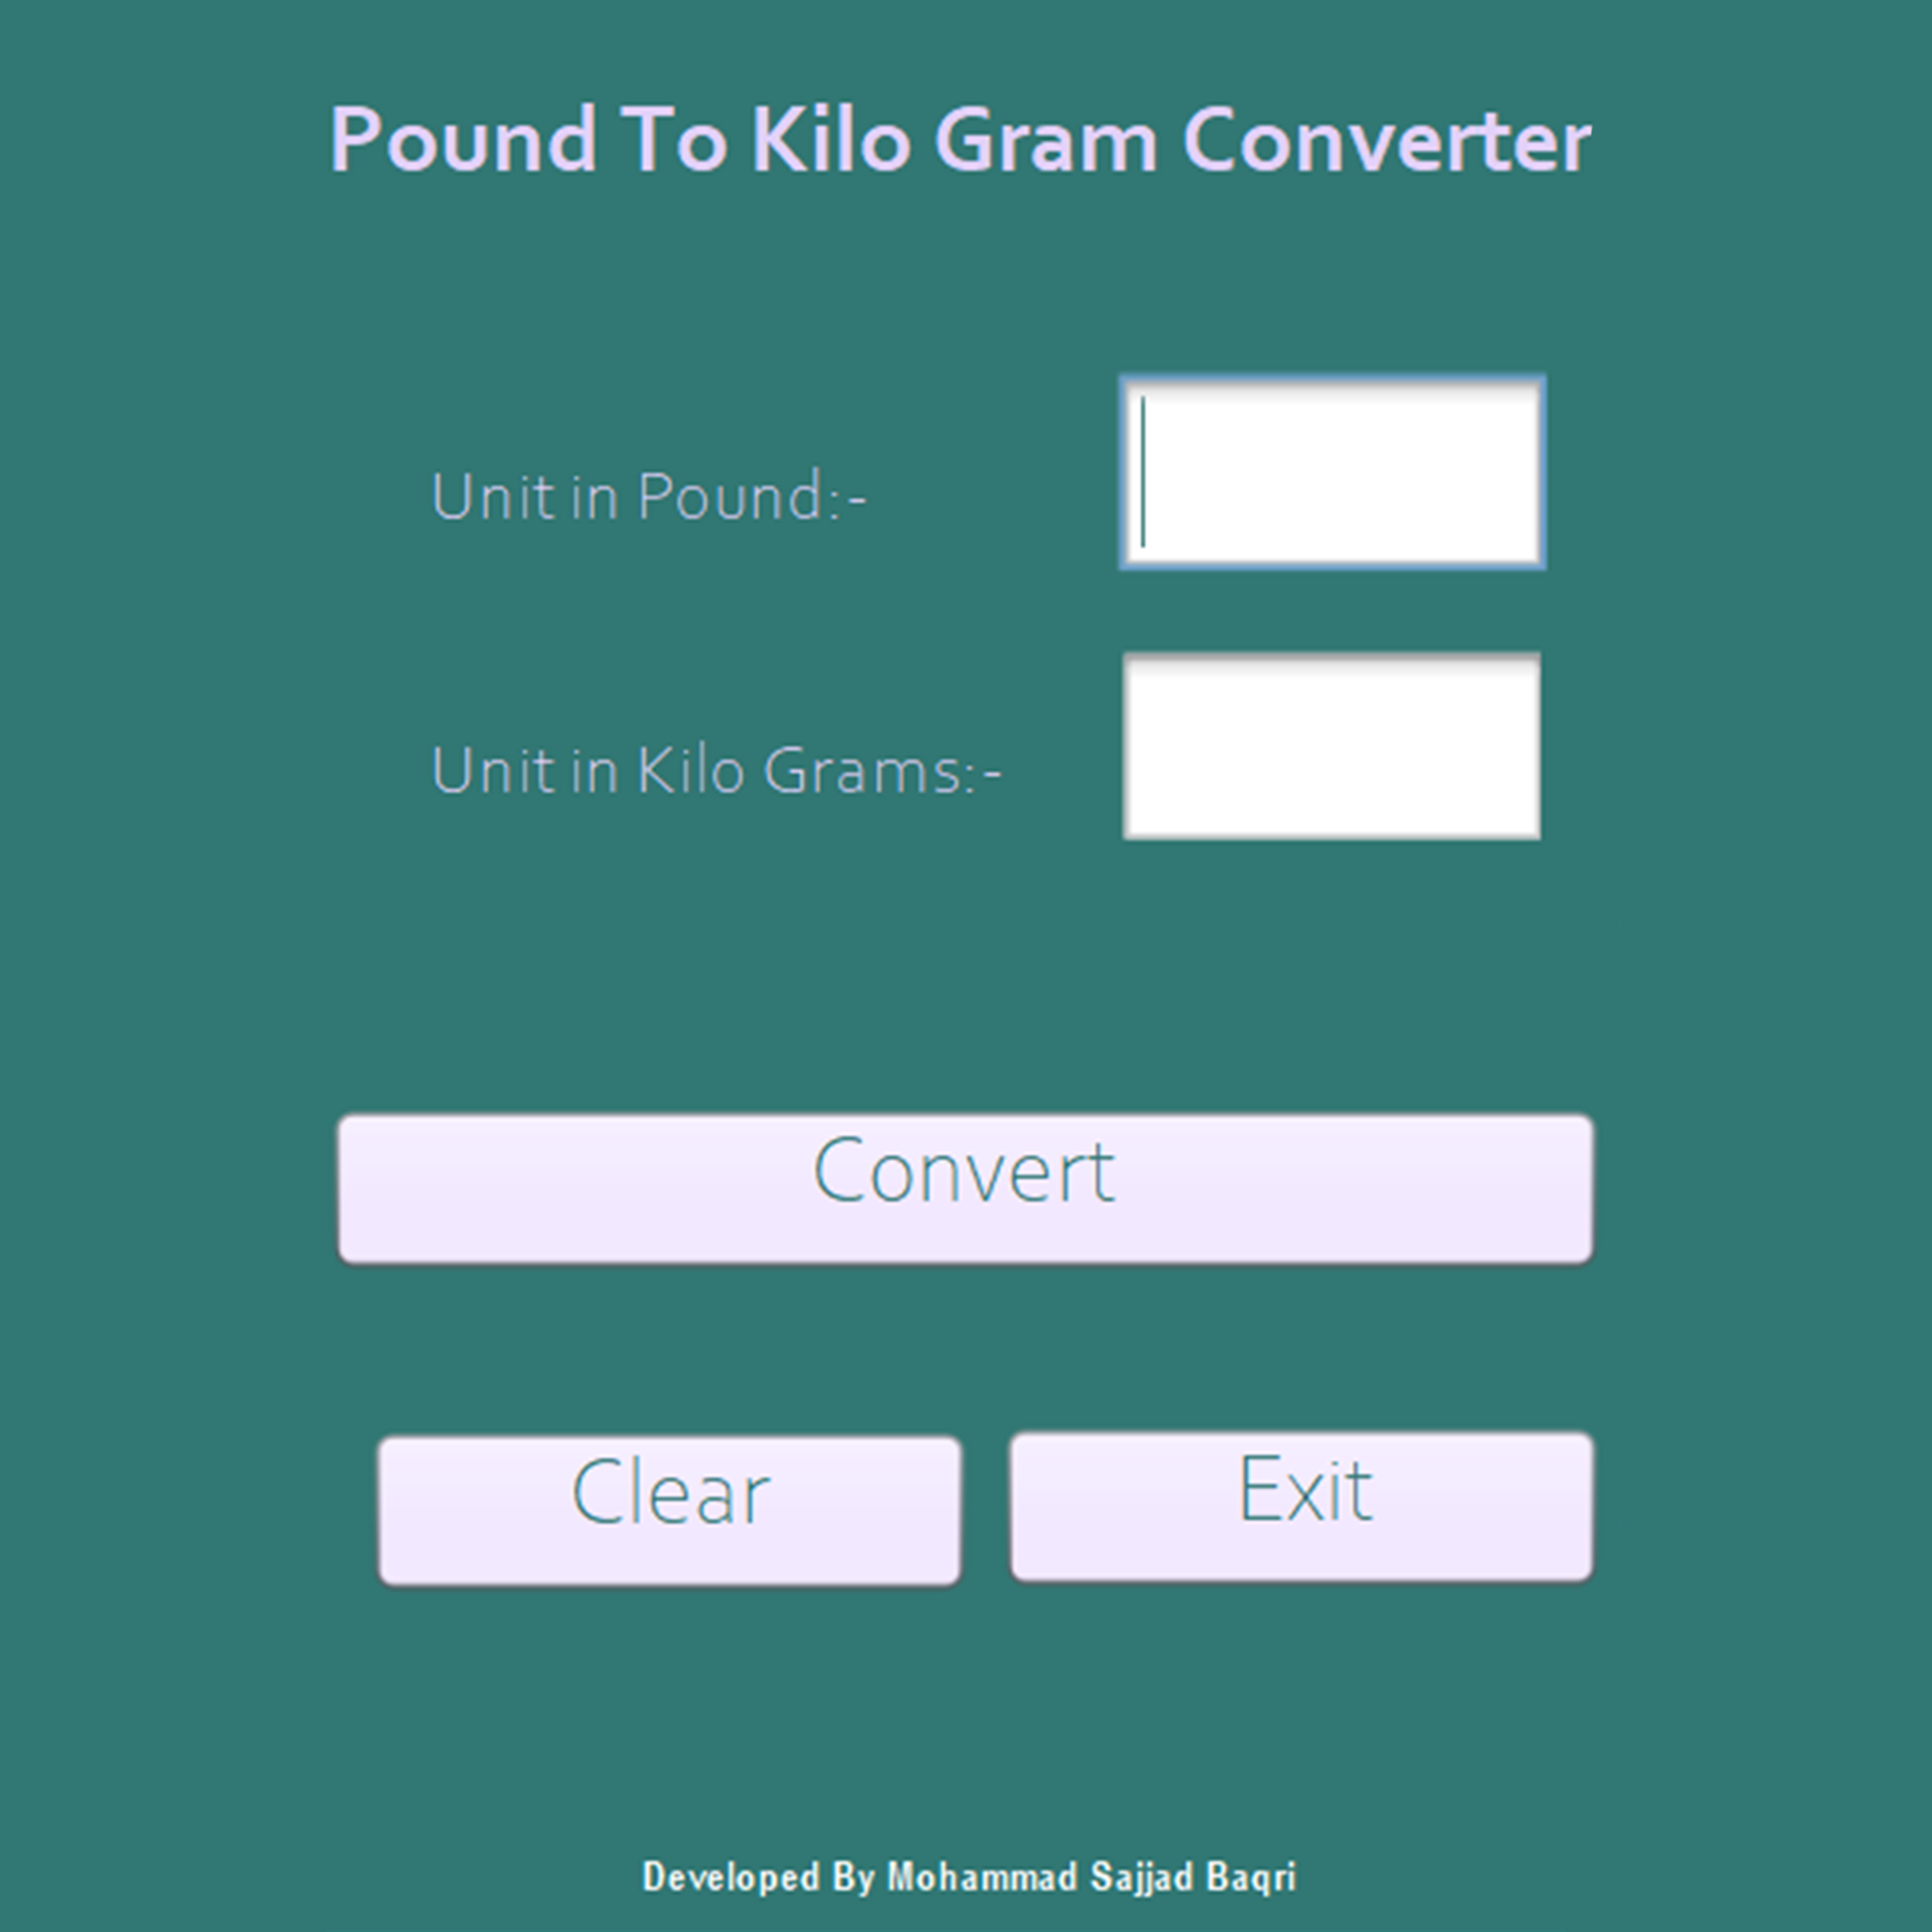 Pound To Kilo Gram Converter
Unit in Pound:-
Unit in Kilo Grams:-
Convert
Clear Exit
Developed By Mohammad Sajjad Baqri